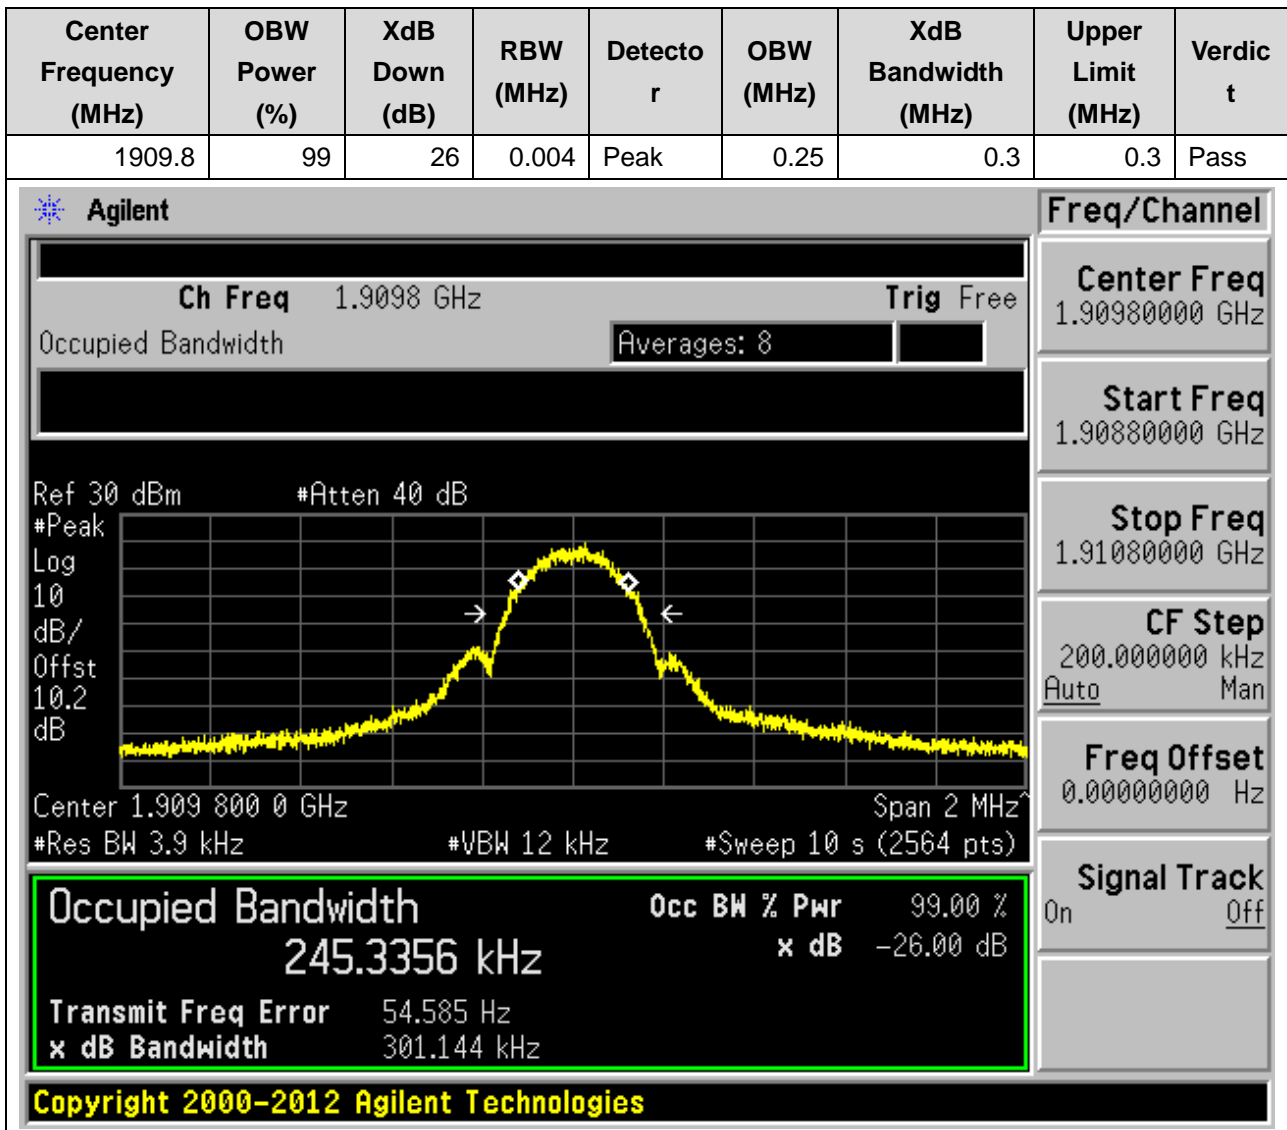 Center Frequency (MHz) OBW Power (%) XdB Down (dB) RBW (MHz) Detector OBW (MHz) XdB Bandwidth (MHz) Upper Limit (MHz) Verdict
1909.8 99 26 0.004 Peak 0.25 0.3 0.3 Pass
Agilent
Ch Freq 1.9098 GHz Trig Free
Occupied Bandwidth Averages: 8
Ref 30 dBm #Atten 40 dB
#Peak
Log
10
dB/
Offst
10.2
dB
Center 1.909 800 0 GHz Span 2 MHz^
#Res BW 3.9 kHz #VBW 12 kHz #Sweep 10 s (2564 pts)
Occupied Bandwidth Occ BW % Pwr 99.00 %
245.3356 kHz x dB -26.00 dB
Transmit Freq Error 54.585 Hz
x dB Bandwidth 301.144 kHz
Copyright 2000-2012 Agilent Technologies
Freq/Channel
Center Freq
1.90980000 GHz
Start Freq
1.90880000 GHz
Stop Freq
1.91080000 GHz
CF Step
200.000000 kHz
Auto Man
Freq Offset
0.00000000 Hz
Signal Track
On Off